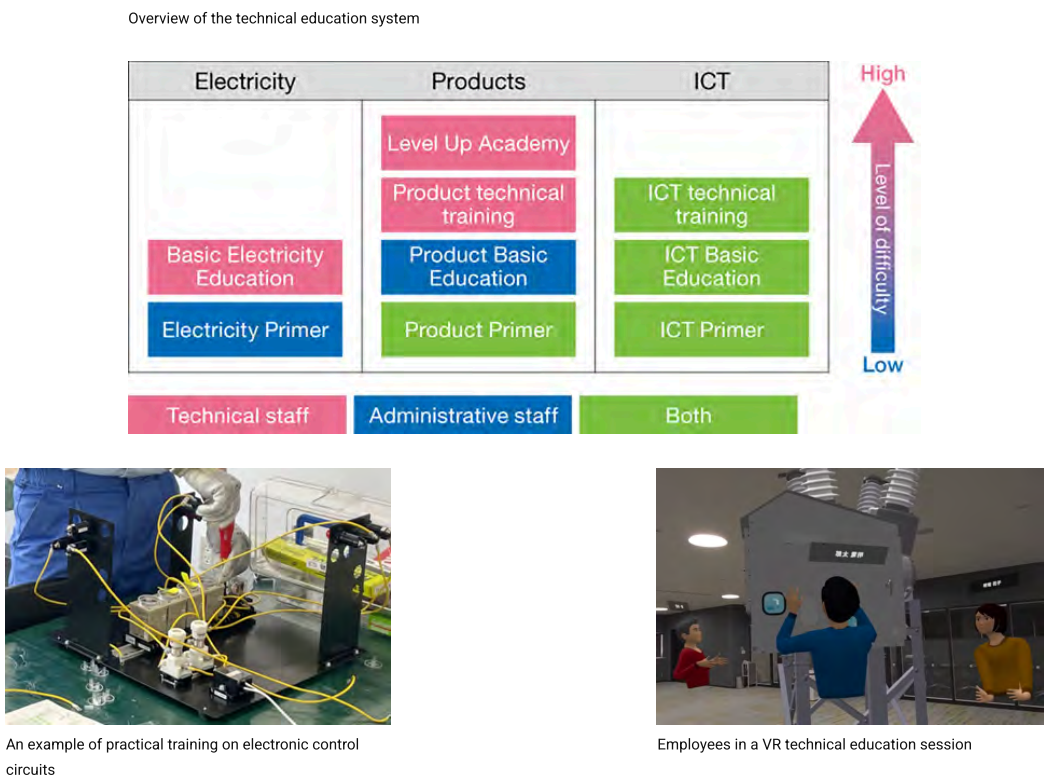 Overview of the technical education system
Electricity
Products
ICT
High
Level Up Academy
Product technical
training
ICT technical
training
Basic Electricity
Education
Product Basic
Education
ICT Basic
Education
Electricity Primer
Product Primer
ICT Primer
Level of difficulty
Low
Technical staff
Administrative staff
Both
An example of practical training on electronic control
circuits
Employees in a VR technical education session